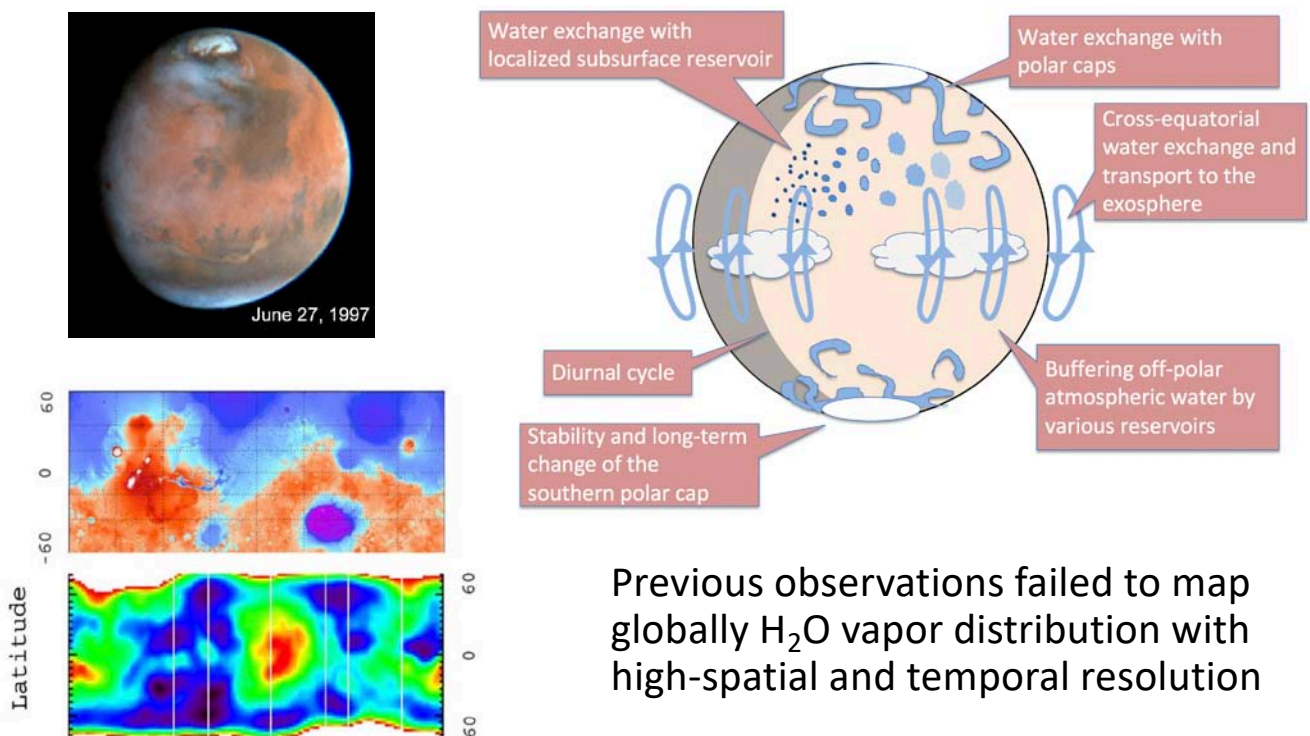 June 27, 1997
Water exchange with
localized subsurface reservoir
Water exchange with
polar caps
Cross-equatorial
water exchange and
transport to the
exosphere
Diurnal cycle
Buffering off-polar
atmospheric water by
various reservoirs
Stability and long-term
change of the
southern polar cap
60
0
-60
Latitude
60
0
60
Previous observations failed to map
globally H₂O vapor distribution with
high-spatial and temporal resolution